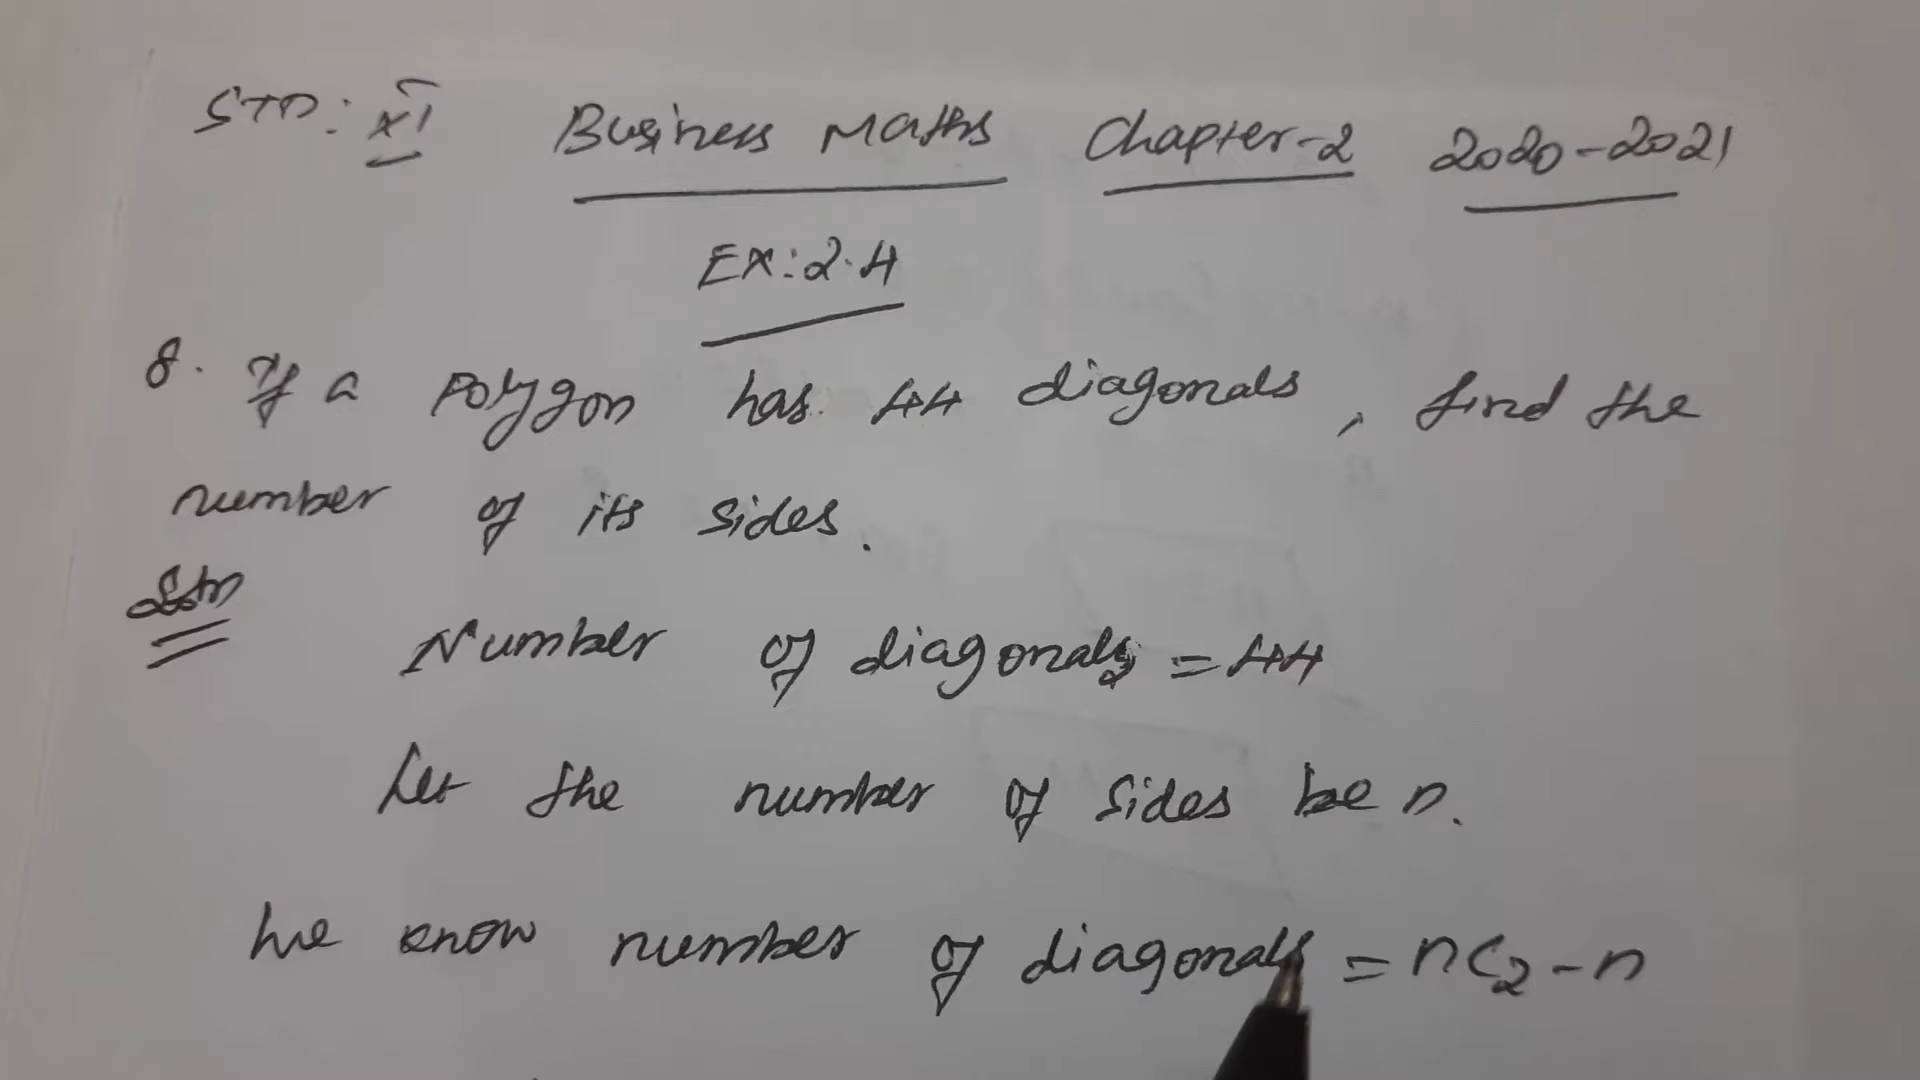 STD: XI Business Maths Chapter-2 2020-2021
Ex: 2.4
8. If a Polygon has 44 diagonals, find the
number of its sides.
Soln
Number of diagonals = 44
Let the number of sides be n.
We know number of diagonals = nC₂ - n